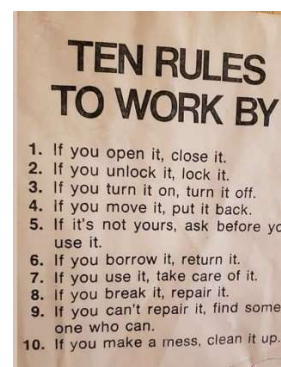 TEN RULES
TO WORK BY
1. If you open it, close it.
2. If you unlock it, lock it.
3. If you turn it on, turn it off.
4. If you move it, put it back.
5. If it's not yours, ask before yo
use it.
6. If you borrow it, return it.
7. If you use it, take care of it.
8. If you break it, repair it.
9. If you can't repair it, find some
one who can.
10. If you make a mess, clean it up.